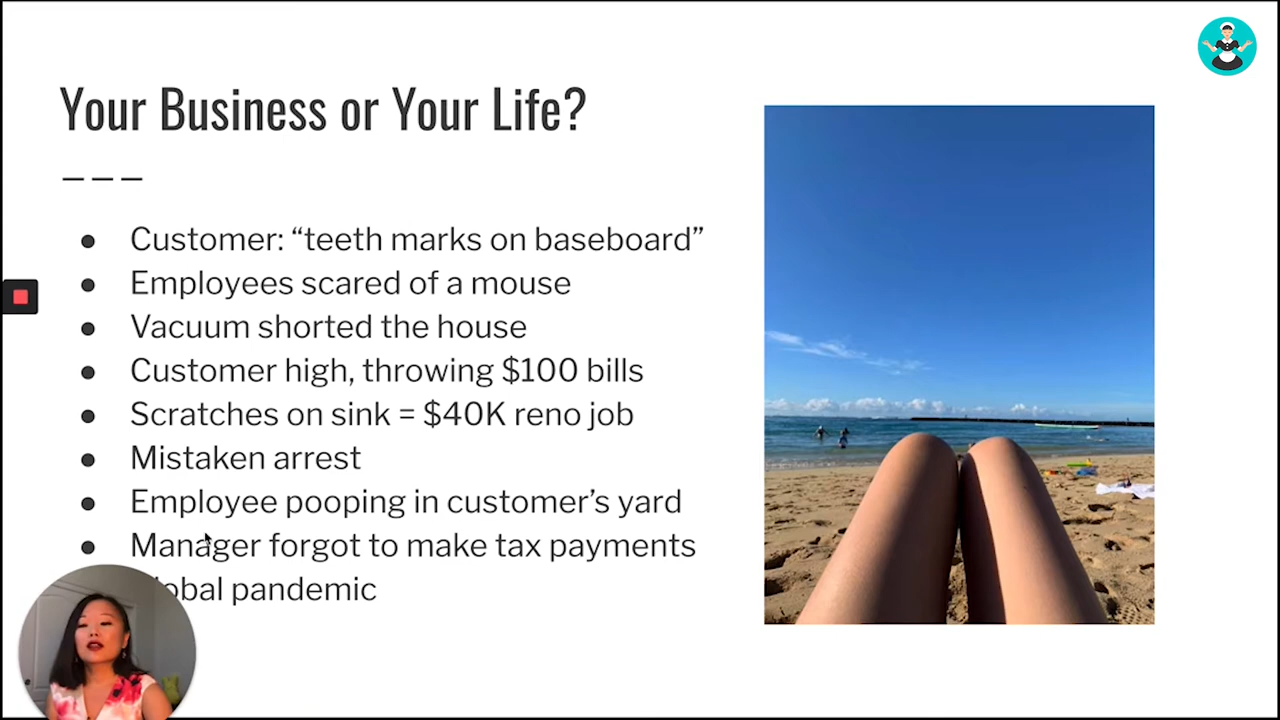 Your Business or Your Life?
● Customer: “teeth marks on baseboard”
● Employees scared of a mouse
● Vacuum shorted the house
● Customer high, throwing $100 bills
● Scratches on sink = $40K reno job
● Mistaken arrest
● Employee pooping in customer’s yard
● Manager forgot to make tax payments
pandemic